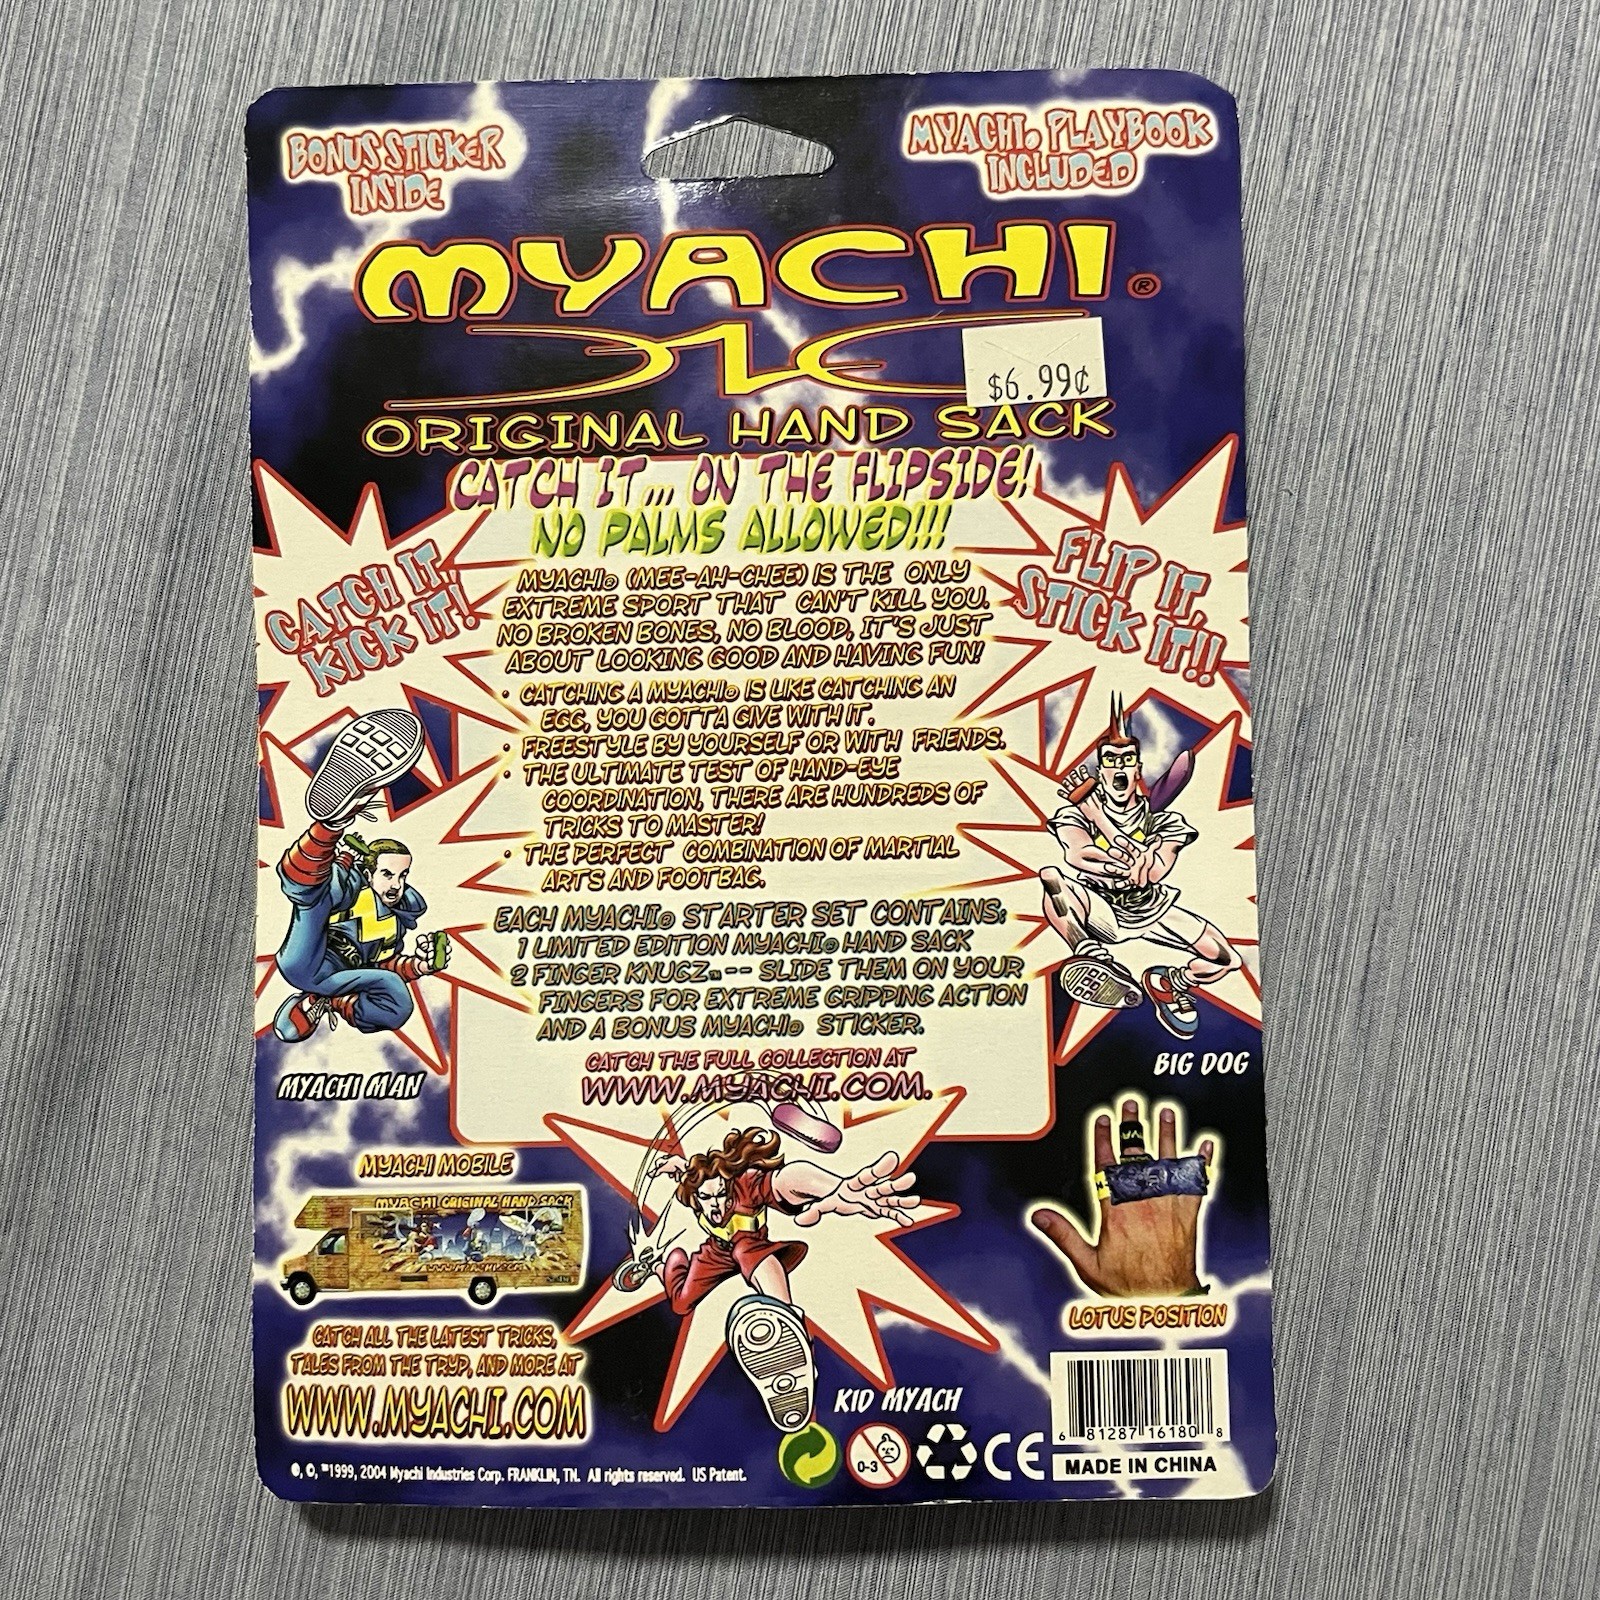 BONUS STICKER
INSIDE
MYACHI® PLAYBOOK
INCLUDED
MYACHI®
$6.99¢
ORIGINAL HAND SACK
CATCH IT... ON THE FLIPSIDE!
NO PALMS ALLOWED!!!
CATCH IT,
KICK IT!
FLIP IT,
STICK IT!!
MYACHI® (MEE-AH-CHEE) IS THE ONLY
EXTREME SPORT THAT CAN'T KILL YOU.
NO BROKEN BONES, NO BLOOD, IT'S JUST
ABOUT LOOKING GOOD AND HAVING FUN!
• CATCHING A MYACHI® IS LIKE CATCHING AN
EGG, YOU GOTTA GIVE WITH IT.
• FREESTYLE BY YOURSELF OR WITH FRIENDS.
• THE ULTIMATE TEST OF HAND-EYE
COORDINATION, THERE ARE HUNDREDS OF
TRICKS TO MASTER!
• THE PERFECT COMBINATION OF MARTIAL
ARTS AND FOOTBAG.
EACH MYACHI® STARTER SET CONTAINS:
1 LIMITED EDITION MYACHI® HAND SACK
2 FINGER KNUGZ™ -- SLIDE THEM ON YOUR
FINGERS FOR EXTREME GRIPPING ACTION
AND A BONUS MYACHI® STICKER.
CATCH THE FULL COLLECTION AT
WWW.MYACHI.COM.
MYACHI MAN
BIG DOG
MYACHI MOBILE
MYACHI ORIGINAL HAND SACK
WWW.MYACHI.COM
LOTUS POSITION
CATCH ALL THE LATEST TRICKS,
TALES FROM THE TRYP, AND MORE AT
WWW.MYACHI.COM
KID MYACH
0-3
CE
6 81287 16180 8
MADE IN CHINA
®, ©, ™1999, 2004 Myachi Industries Corp. FRANKLIN, TN. All rights reserved. US Patent.